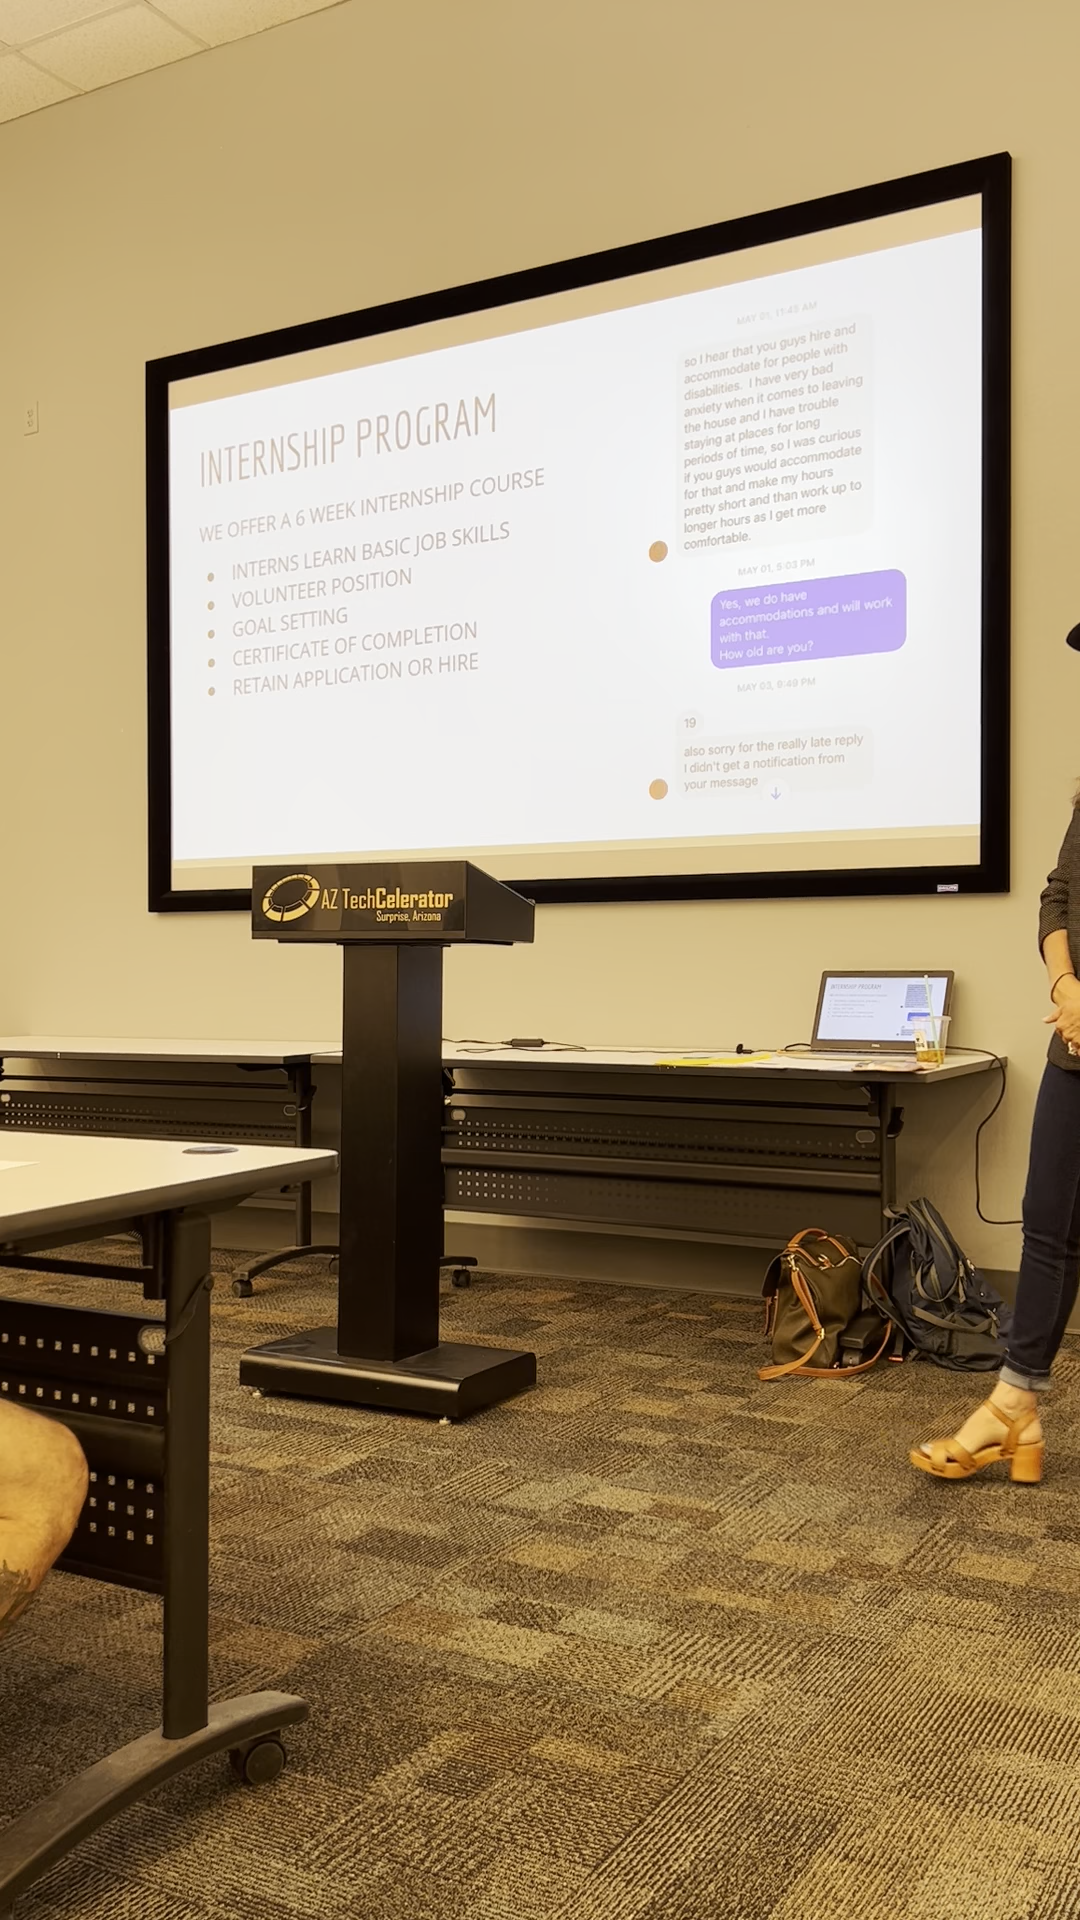 INTERNSHIP PROGRAM
WE OFFER A 6 WEEK INTERNSHIP COURSE
INTERNS LEARN BASIC JOB SKILLS
VOLUNTEER POSITION
GOAL SETTING
CERTIFICATE OF COMPLETION
RETAIN APPLICATION OR HIRE
MAY 01, 11:45 AM
so I hear that you guys hire and
accommodate for people with
disabilities. I have very bad
anxiety when it comes to leaving
the house and I have trouble
staying at places for long
periods of time, so I was curious
if you guys would accommodate
for that and make my hours
pretty short and than work up to
longer hours as I get more
comfortable.
MAY 01, 5:03 PM
Yes, we do have
accommodations and will work
with that.
How old are you?
MAY 03, 9:49 PM
19
also sorry for the really late reply
I didn't get a notification from
your message
AZ TechCelerator
Surprise, Arizona
INTERNSHIP PROGRAM